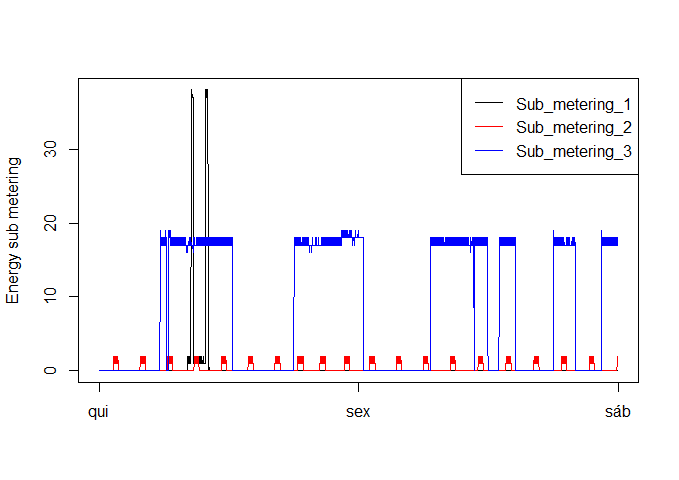 Sub_metering_1
Sub_metering_2
Sub_metering_3
Energy sub metering
30
20
10
0
qui sex sáb